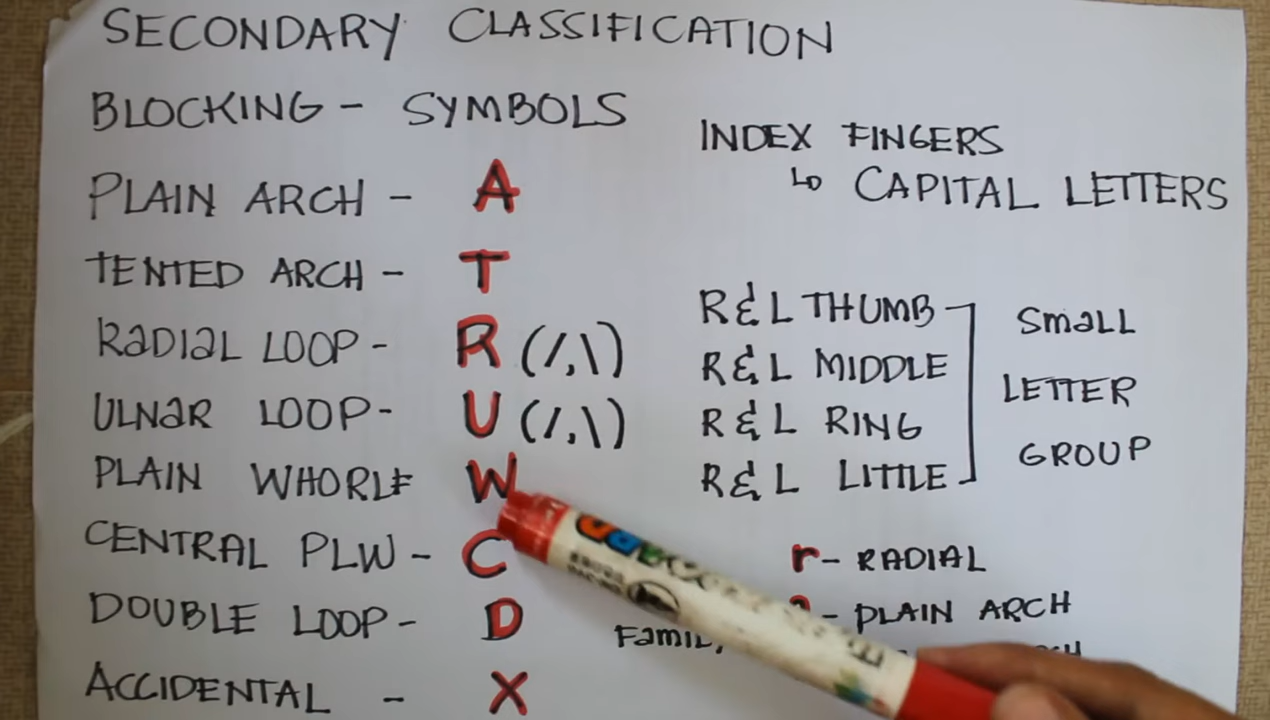 SECONDARY CLASSIFICATION
BLOCKING - SYMBOLS
PLAIN ARCH - A
TENTED ARCH - T
RADIAL LOOP - R (/,\)
ULNAR LOOP - U (/,\)
PLAIN WHORLE W
CENTRAL PLW - C
DOUBLE LOOP - D
ACCIDENTAL - X
INDEX FINGERS
CAPITAL LETTERS
R & L THUMB
R & L MIDDLE
R & L RING
R & L LITTLE
SMALL
LETTER
GROUP
r - RADIAL
- PLAIN ARCH